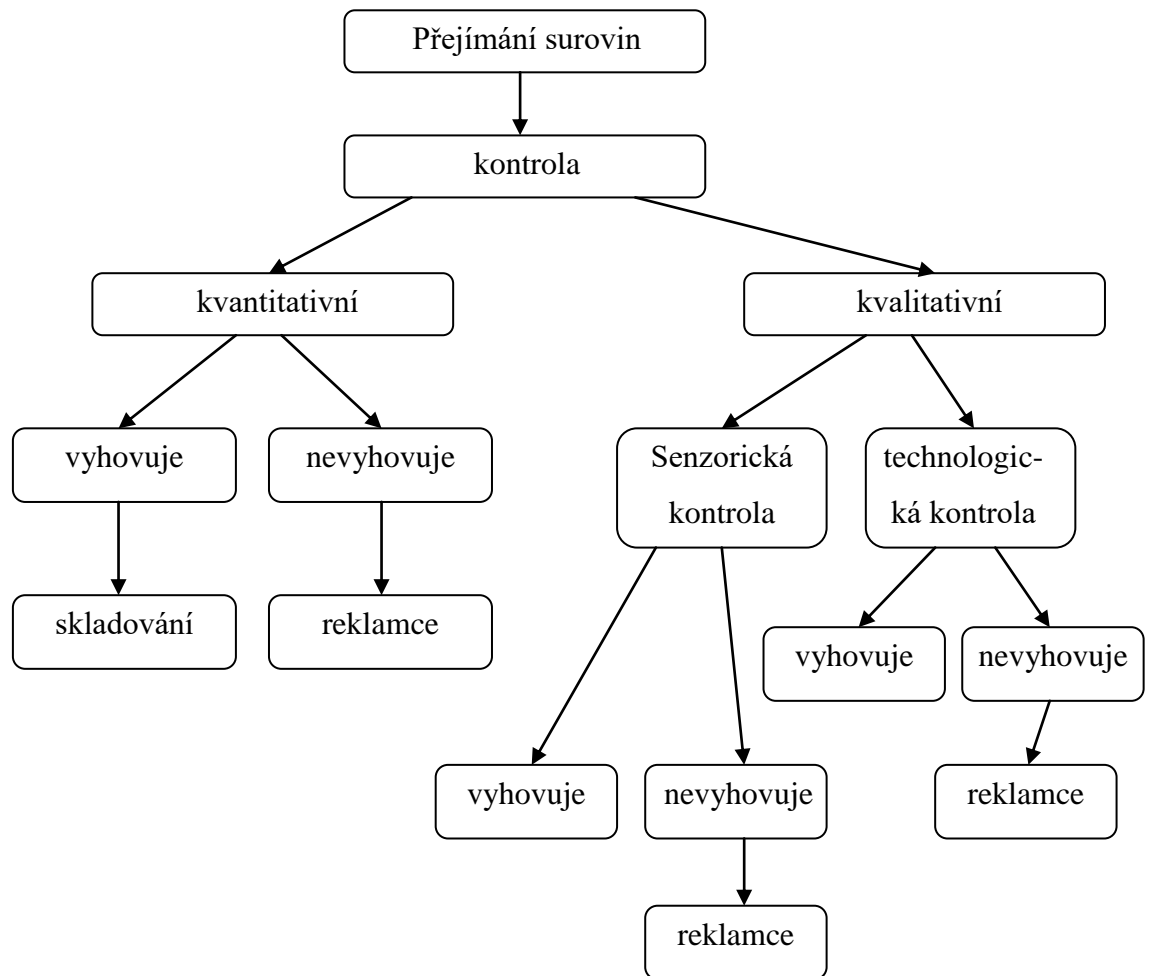 Přejímání surovin
kontrola
kvantitativní
kvalitativní
vyhovuje
nevyhovuje
Senzorická
kontrola
technologic-
ká kontrola
skladování
reklamce
vyhovuje
nevyhovuje
vyhovuje
nevyhovuje
reklamce
reklamce